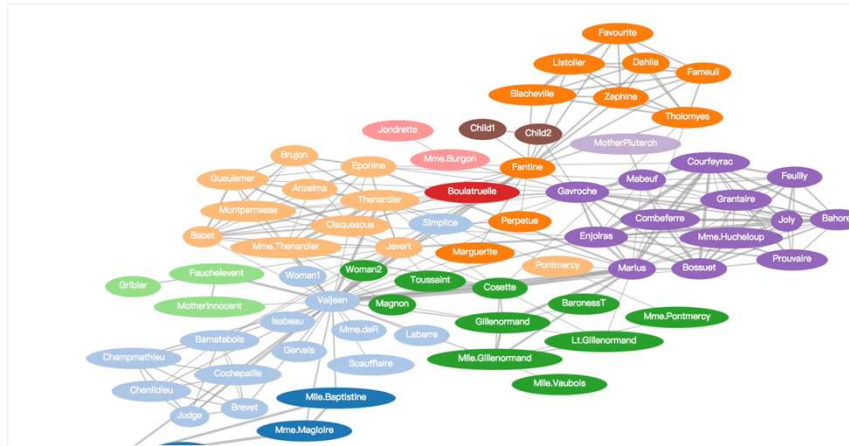 Favourite
Listolier
Dahlia
Fameuil
Blacheville
Zephine
Tholomyes
Jondrette
Child1
Child2
MotherPlutarch
Brujon
Mme.Burgon
Courfeyrac
Eponine
Fantine
Gueulemer
Mabeuf
Feuilly
Anzelma
Boulatruelle
Gavroche
Thenardier
Grantaire
Montparnasse
Claquesous
Simplice
Perpetue
Combeferre
Joly
Bahore
Babet
Enjolras
Mme.Hucheloup
Mme.Thenardier
Javert
Marguerite
Prouvaire
Pontmercy
Marius
Bossuet
Fauchelevent
Woman1
Woman2
Toussaint
Gribier
Cosette
MotherInnocent
Valjean
Magnon
BaronessT
Mme.Pontmercy
Isabeau
Gillenormand
Mme.deR
Labarre
Bamatabois
Lt.Gillenormand
Gervais
Champmathieu
Mlle.Gillenormand
Scaufflaire
Cochepaille
Mlle.Vaubois
Chenildieu
Mlle.Baptistine
Brevet
Judge
Mme.Magloire